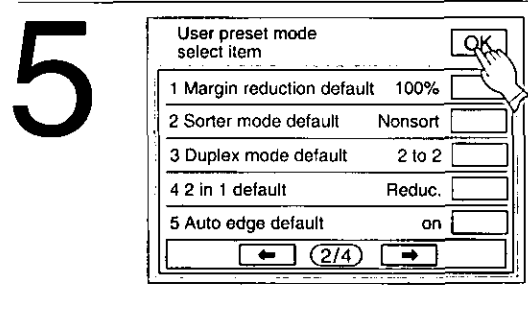 5
User preset mode
select item
OK
1 Margin reduction default 100%
2 Sorter mode default Nonsort
3 Duplex mode default 2 to 2
4 2 in 1 default Reduc.
5 Auto edge default on
← (2/4) →